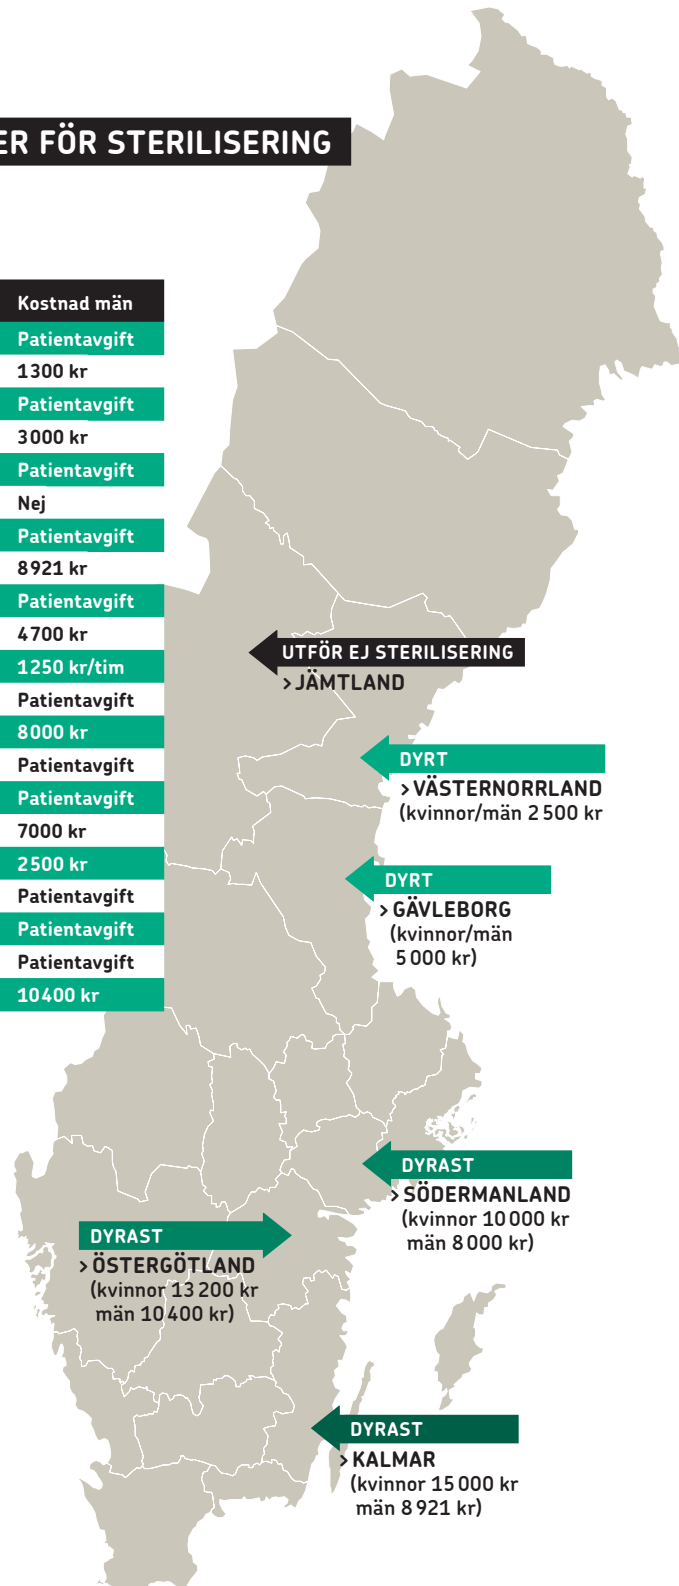 ER FÖR STERILISERING
Kostnad män
Patientavgift
1300 kr
Patientavgift
3000 kr
Patientavgift
Nej
Patientavgift
8921 kr
Patientavgift
4700 kr
1250 kr/tim
Patientavgift
8000 kr
Patientavgift
Patientavgift
7000 kr
2500 kr
Patientavgift
Patientavgift
Patientavgift
10400 kr
UTFÖR EJ STERILISERING
> JÄMTLAND
DYRT
> VÄSTERNORRLAND
(kvinnor/män 2 500 kr
DYRT
> GÄVLEBORG
(kvinnor/män
5 000 kr)
DYRAST
> SÖDERMANLAND
(kvinnor 10 000 kr
män 8 000 kr)
DYRAST
> ÖSTERGÖTLAND
(kvinnor 13 200 kr
män 10 400 kr)
DYRAST
> KALMAR
(kvinnor 15 000 kr
män 8 921 kr)